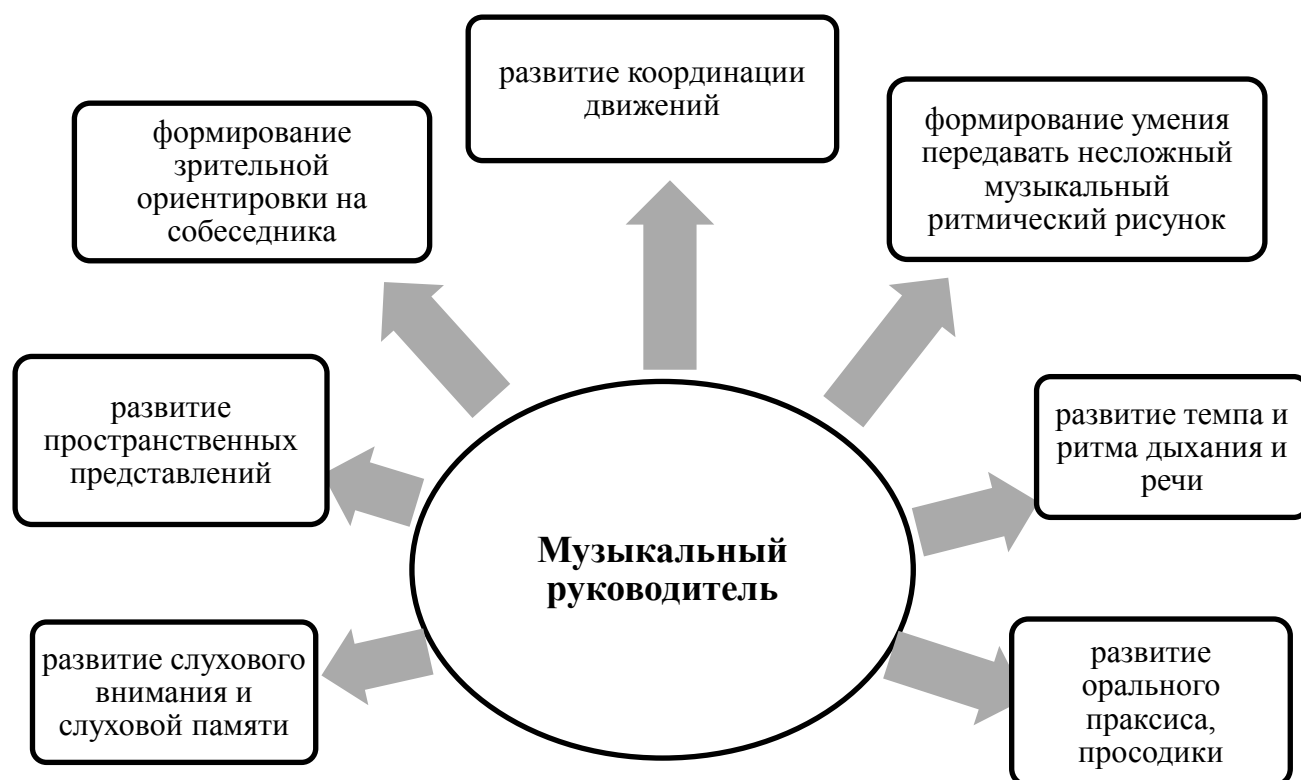 развитие координации
движений
формирование
зрительной
ориентировки на
собеседника
формирование умения
передавать несложный
музыкальный
ритмический рисунок
развитие
пространственных
представлений
развитие темпа и
ритма дыхания и
речи
Музыкальный
руководитель
развитие слухового
внимания и
слуховой памяти
развитие
орального
праксиса,
просодики